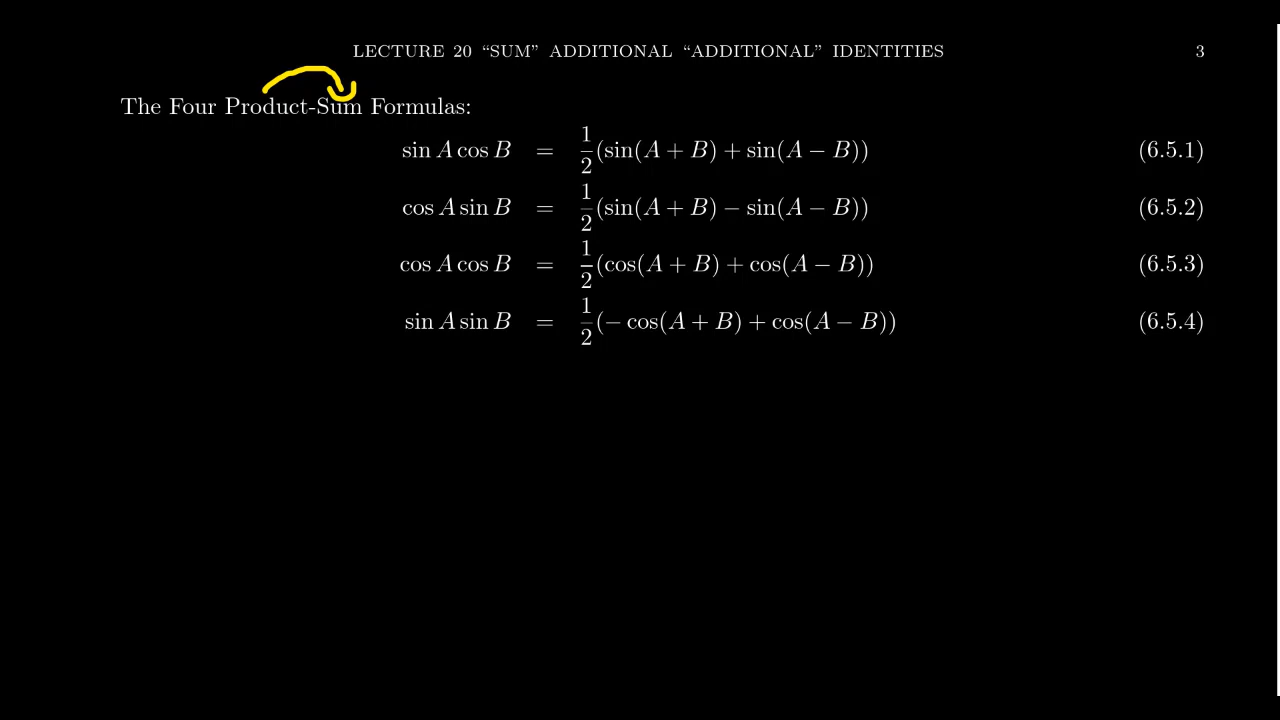 LECTURE 20 “SUM” ADDITIONAL “ADDITIONAL” IDENTITIES 3
The Four Product-Sum Formulas:
sin A cos B = 1/2 (sin(A + B) + sin(A − B)) (6.5.1)
cos A sin B = 1/2 (sin(A + B) − sin(A − B)) (6.5.2)
cos A cos B = 1/2 (cos(A + B) + cos(A − B)) (6.5.3)
sin A sin B = 1/2 (− cos(A + B) + cos(A − B)) (6.5.4)